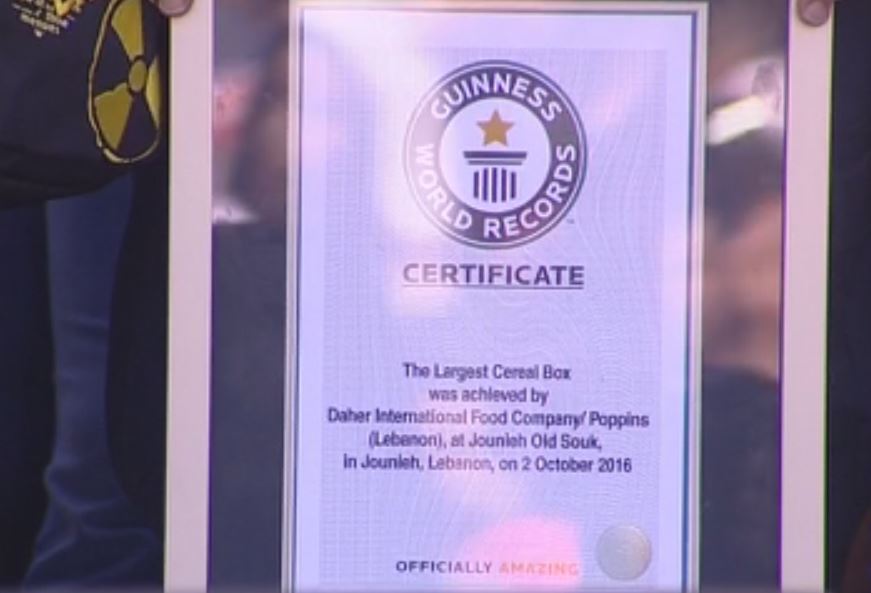 GUINNESS
WORLD RECORDS
CERTIFICATE
The Largest Cereal Box
was achieved by
Daher International Food Company/ Poppins
(Lebanon), at Jounieh Old Souk,
in Jounieh, Lebanon, on 2 October 2016
OFFICIALLY AMAZING